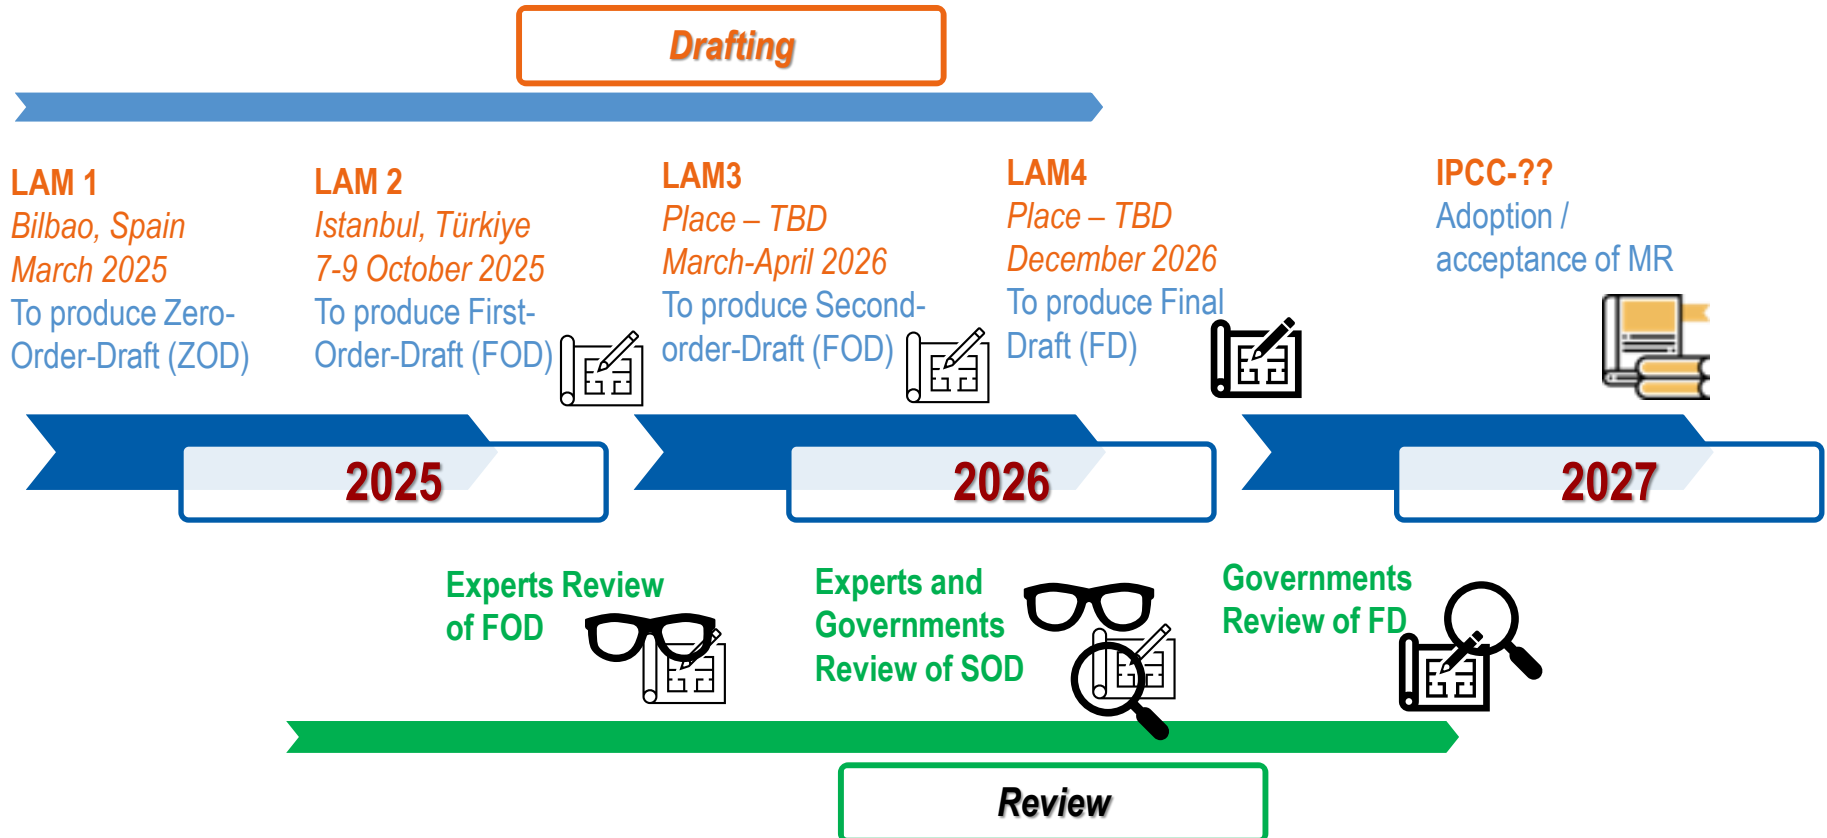 Drafting
LAM 1
Bilbao, Spain
March 2025
To produce Zero-
Order-Draft (ZOD)
LAM 2
Istanbul, Türkiye
7-9 October 2025
To produce First-
Order-Draft (FOD)
LAM3
Place – TBD
March-April 2026
To produce Second-
order-Draft (FOD)
LAM4
Place – TBD
December 2026
To produce Final
Draft (FD)
IPCC-??
Adoption /
acceptance of MR
2025
2026
2027
Experts Review
of FOD
Experts and
Governments
Review of SOD
Governments
Review of FD
Review